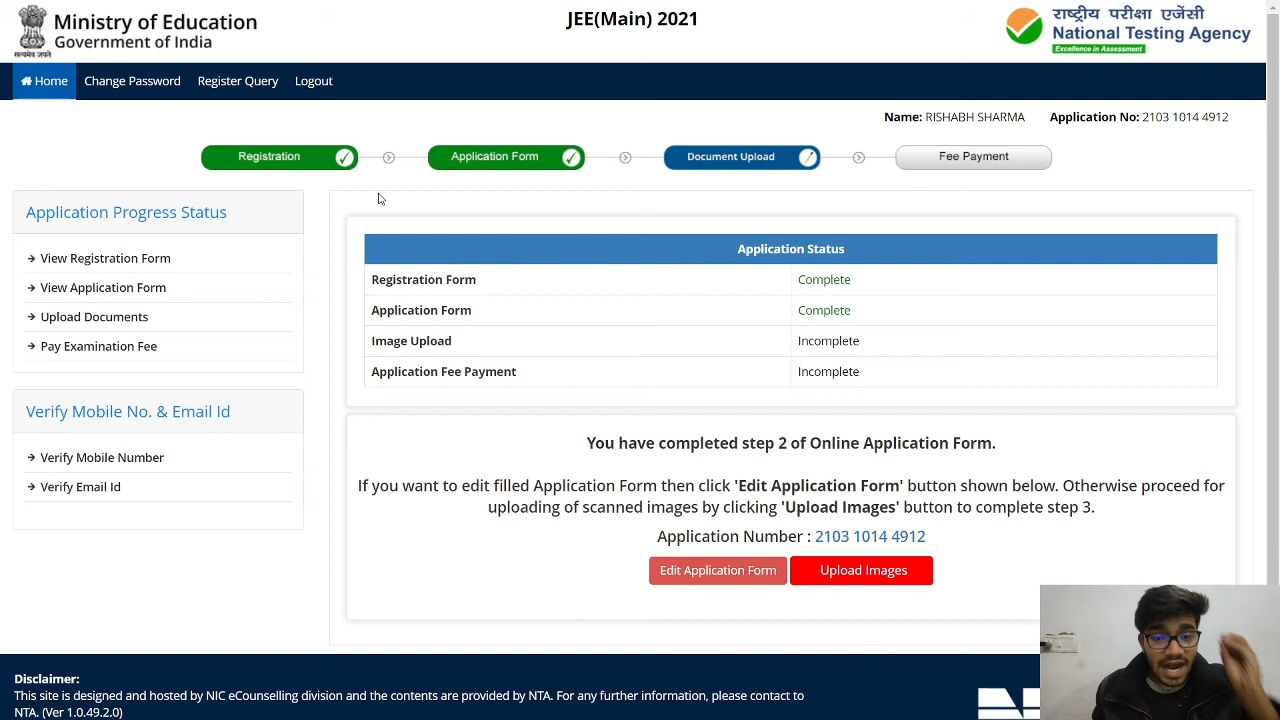 Ministry of Education
Government of India
सत्यमेव जयते
JEE(Main) 2021
राष्ट्रीय परीक्षा एजेंसी
National Testing Agency
Excellence in Assessment
Home Change Password Register Query Logout
Name: RISHABH SHARMA Application No: 2103 1014 4912
Registration Application Form Document Upload Fee Payment
Application Progress Status
View Registration Form
View Application Form
Upload Documents
Pay Examination Fee
Verify Mobile No. & Email Id
Verify Mobile Number
Verify Email Id
Application Status
Registration Form Complete
Application Form Complete
Image Upload Incomplete
Application Fee Payment Incomplete
You have completed step 2 of Online Application Form.
If you want to edit filled Application Form then click 'Edit Application Form' button shown below. Otherwise proceed for
uploading of scanned images by clicking 'Upload Images' button to complete step 3.
Application Number : 2103 1014 4912
Edit Application Form Upload Images
Disclaimer:
This site is designed and hosted by NIC eCounselling division and the contents are provided by NTA. For any further information, please contact to
NTA. (Ver 1.0.49.2.0)